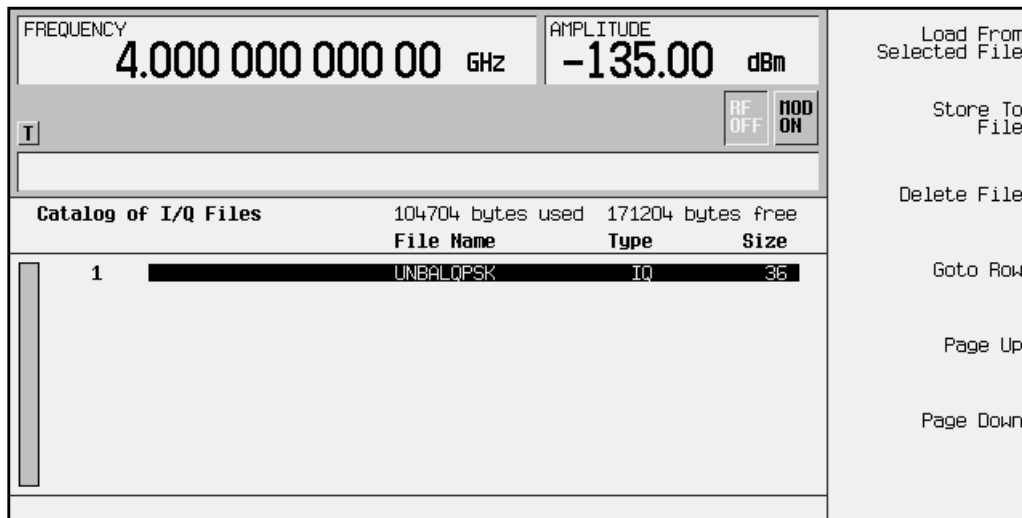 FREQUENCY
4.000 000 000 00 GHz
AMPLITUDE
-135.00 dBm
RF OFF
MOD ON
T
Catalog of I/Q Files 104704 bytes used 171204 bytes free
File Name Type Size
1 UNBALQPSK IQ 36
Load From
Selected File
Store To
File
Delete File
Goto Row
Page Up
Page Down